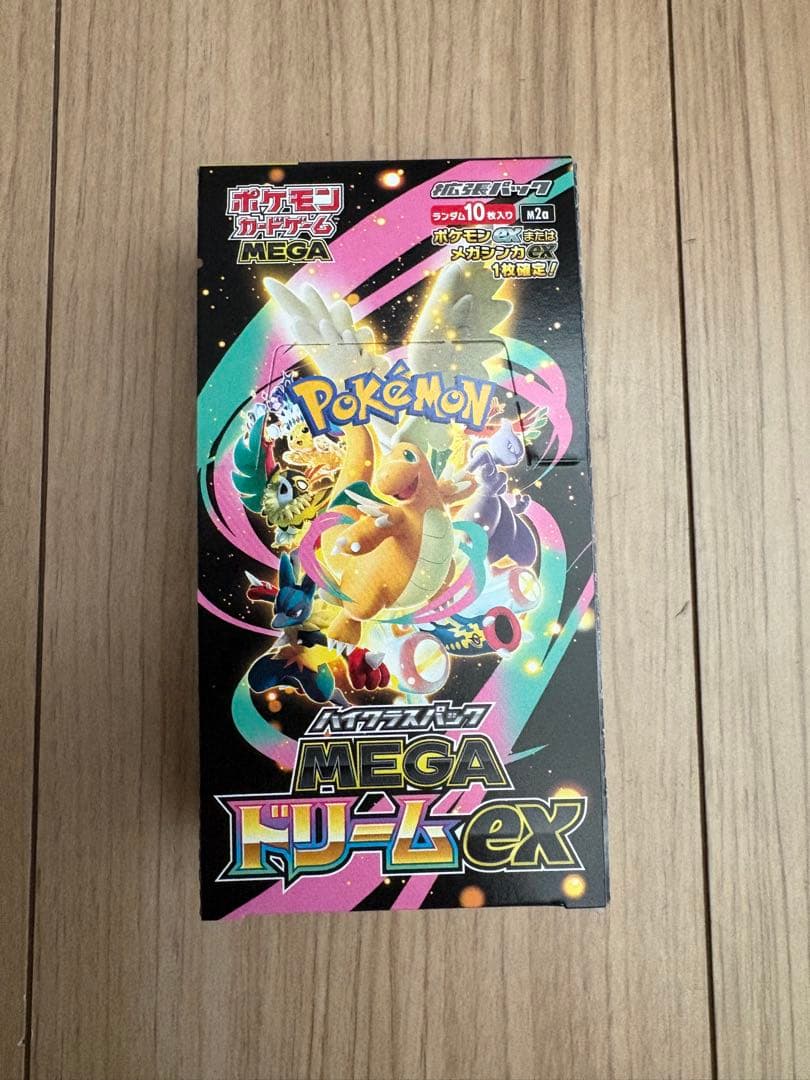 ポケモン
カードゲーム
MEGA
拡張パック
ランダム10枚入り M2a
ポケモンexまたは
メガシンカex
1枚確定!
POKéMON
ハイクラスパック
MEGA
ドリームex